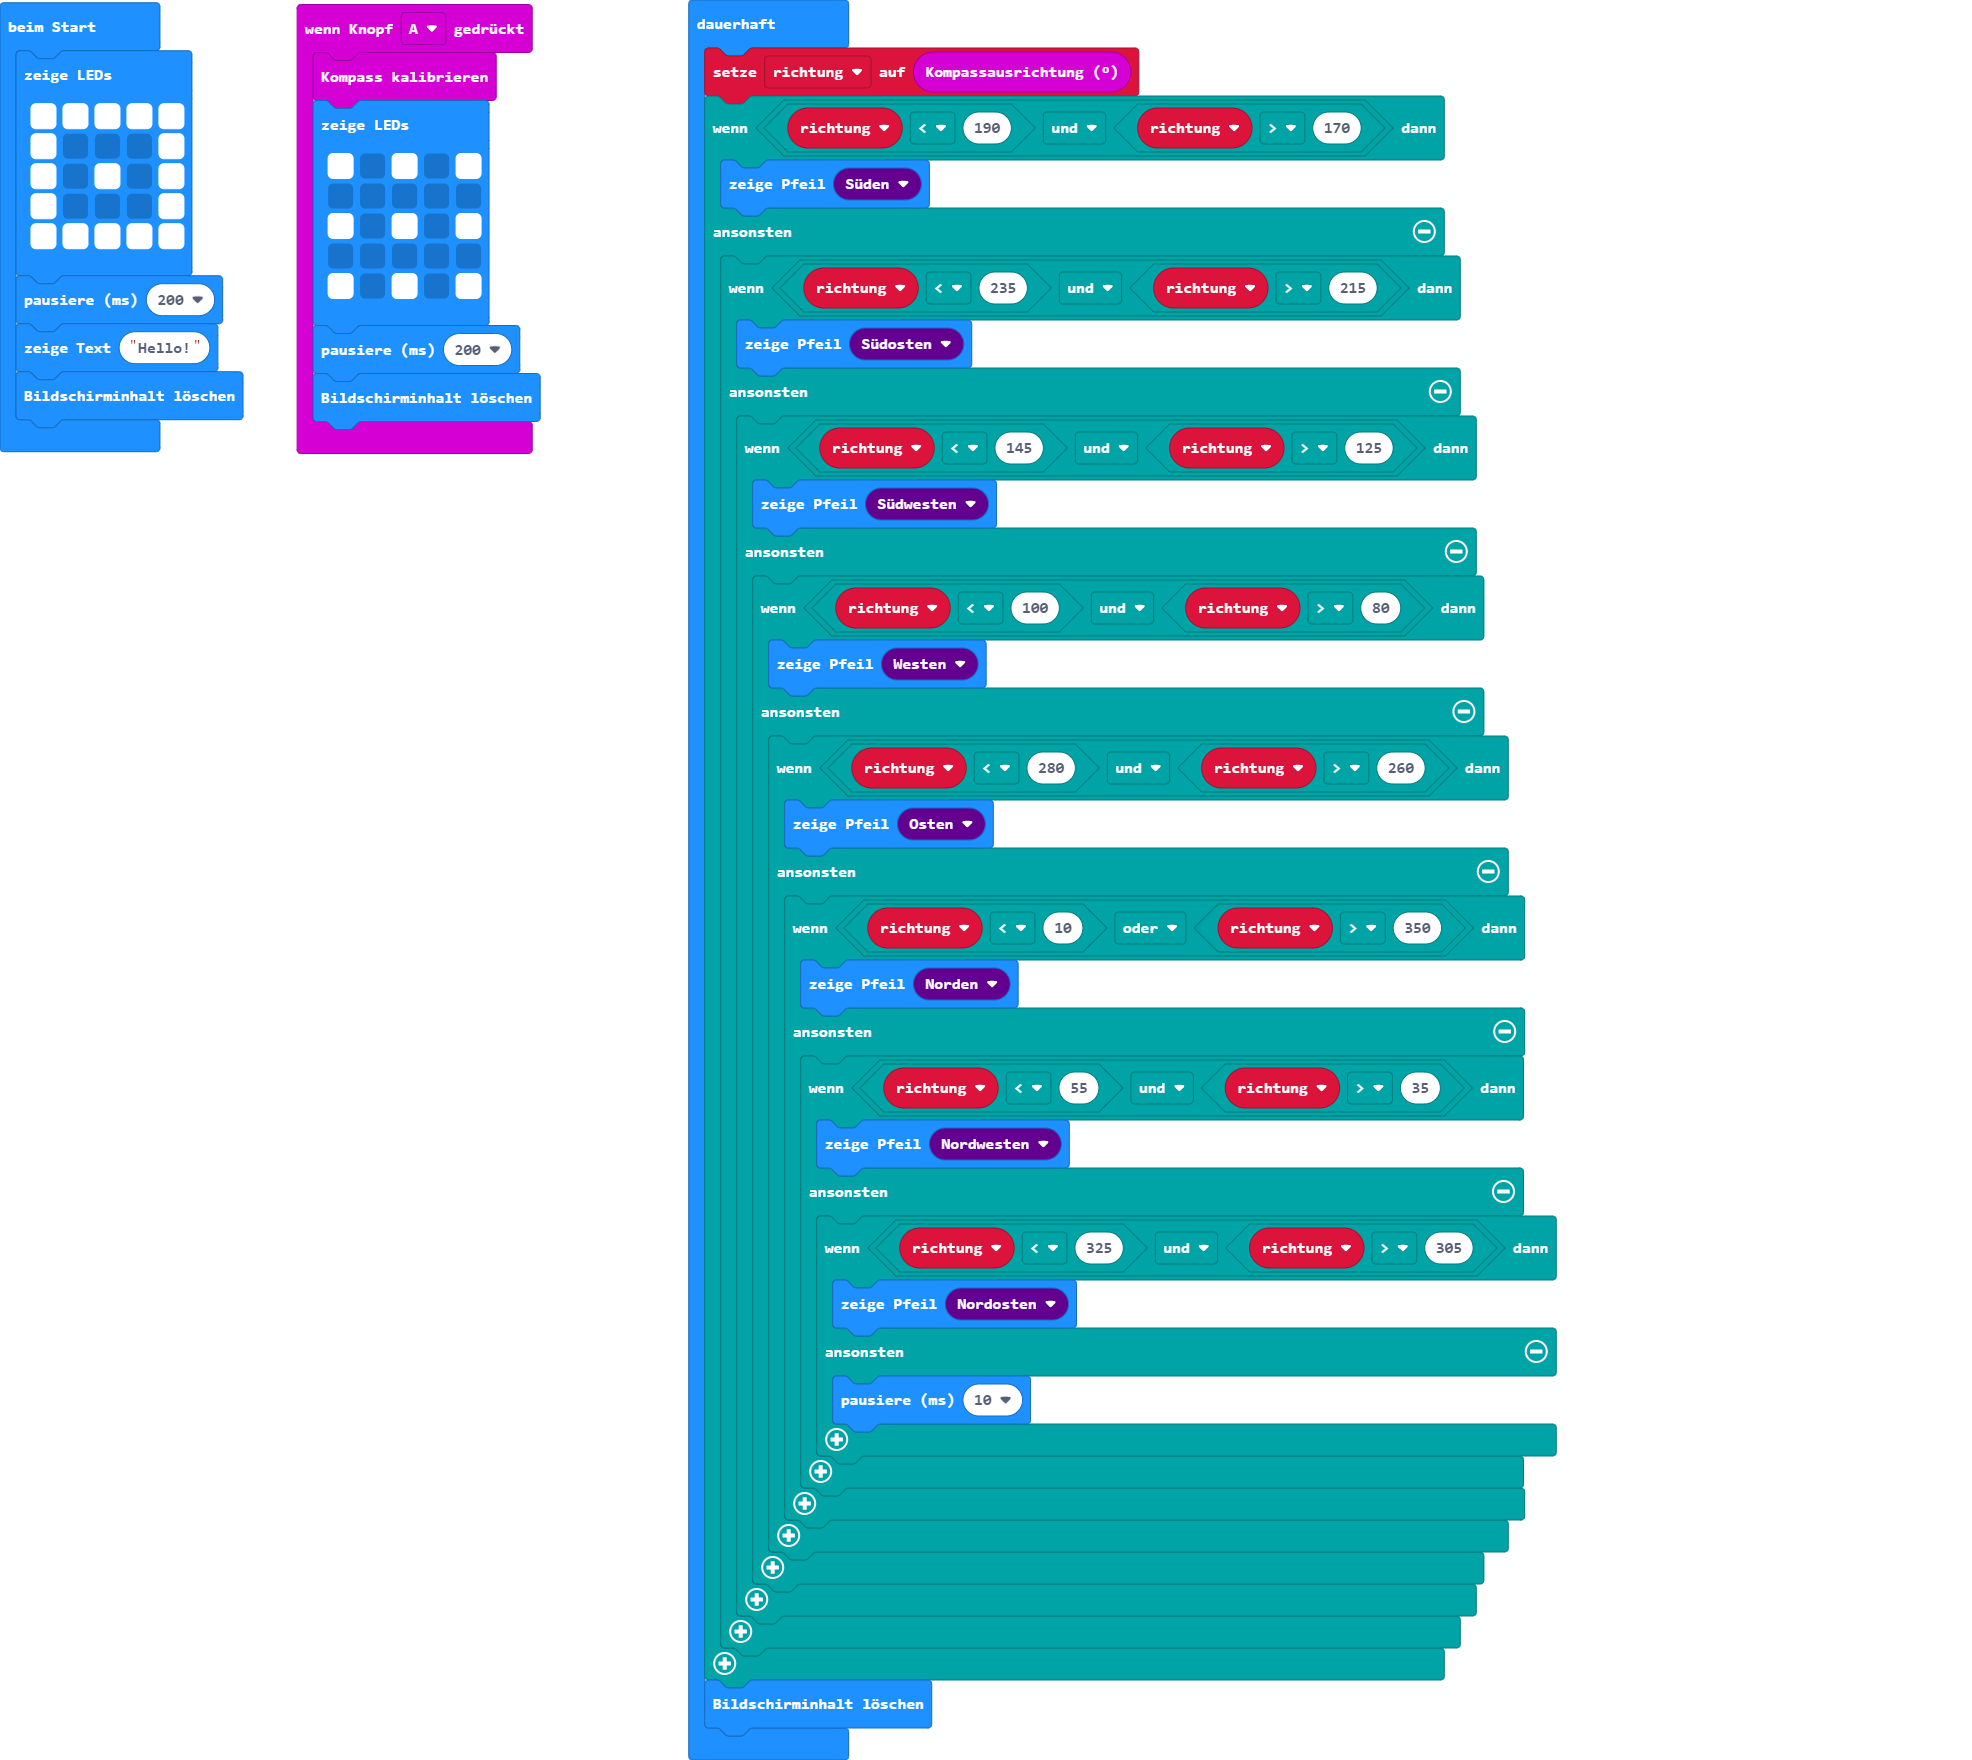 beim Start
zeige LEDs
pausiere (ms) 200
zeige Text "Hello!"
Bildschirminhalt löschen
wenn Knopf A gedrückt
Kompass kalibrieren
zeige LEDs
pausiere (ms) 200
Bildschirminhalt löschen
dauerhaft
setze richtung auf Kompassausrichtung (°)
wenn richtung < 190 und richtung > 170 dann
zeige Pfeil Süden
ansonsten
wenn richtung < 235 und richtung > 215 dann
zeige Pfeil Südosten
ansonsten
wenn richtung < 145 und richtung > 125 dann
zeige Pfeil Südwesten
ansonsten
wenn richtung < 100 und richtung > 80 dann
zeige Pfeil Westen
ansonsten
wenn richtung < 280 und richtung > 260 dann
zeige Pfeil Osten
ansonsten
wenn richtung < 10 oder richtung > 350 dann
zeige Pfeil Norden
ansonsten
wenn richtung < 55 und richtung > 35 dann
zeige Pfeil Nordwesten
ansonsten
wenn richtung < 325 und richtung > 305 dann
zeige Pfeil Nordosten
ansonsten
pausiere (ms) 10
Bildschirminhalt löschen